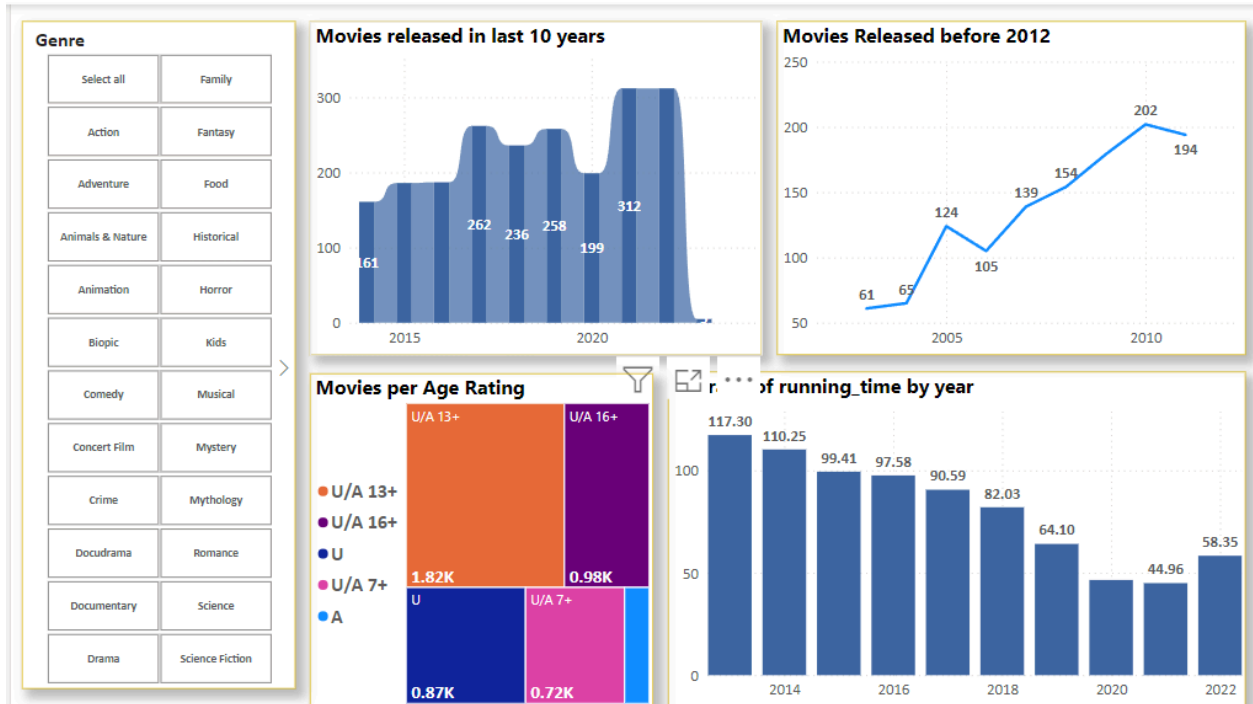 Genre
Select all Family
Action Fantasy
Adventure Food
Animals & Nature Historical
Animation Horror
Biopic Kids
Comedy Musical
Concert Film Mystery
Crime Mythology
Docudrama Romance
Documentary Science
Drama Science Fiction
Movies released in last 10 years
300
200
100
0
161
262
236
258
199
312
2015 2020
Movies Released before 2012
250
200
150
100
50
61
65
124
105
139
154
202
194
2005 2010
Movies per Age Rating
U/A 13+
U/A 16+
U
U/A 7+
A
U/A 13+ U/A 16+
1.82K 0.98K
U U/A 7+
0.87K 0.72K
of running_time by year
100
50
0
117.30
110.25
99.41
97.58
90.59
82.03
64.10
44.96
58.35
2014 2016 2018 2020 2022